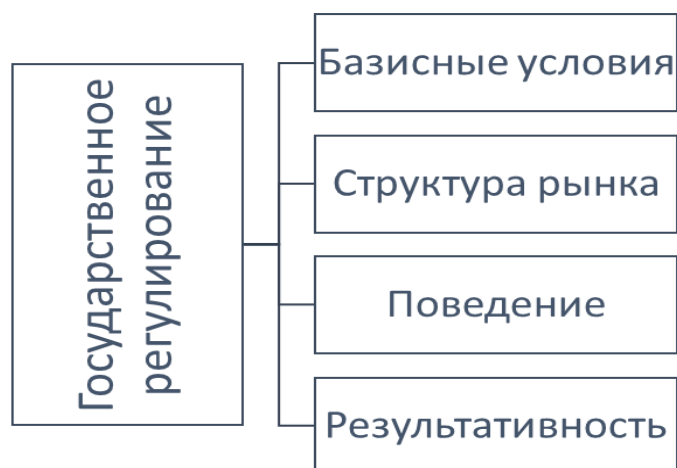 Государственное
регулирование
Базисные условия
Структура рынка
Поведение
Результативность